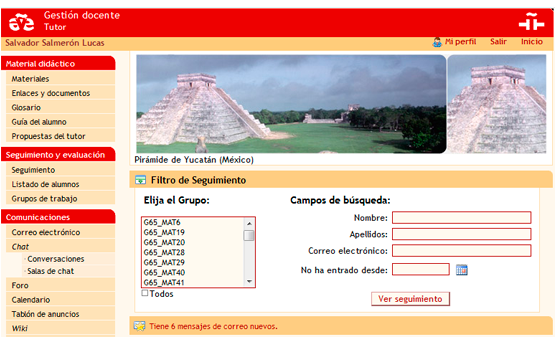 Gestión docente
Tutor
Salvador Salmerón Lucas
Mi perfil Salir Inicio
Material didáctico
Materiales
Enlaces y documentos
Glosario
Guía del alumno
Propuestas del tutor
Seguimiento y evaluación
Seguimiento
Listado de alumnos
Grupos de trabajo
Comunicaciones
Correo electrónico
Chat
· Conversaciones
· Salas de chat
Foro
Calendario
Tablón de anuncios
Wiki
Pirámide de Yucatán (México)
Filtro de Seguimiento
Elija el Grupo:
G65_MAT6
G65_MAT19
G65_MAT20
G65_MAT28
G65_MAT29
G65_MAT40
G65_MAT41
Todos
Campos de búsqueda:
Nombre:
Apellidos:
Correo electrónico:
No ha entrado desde:
Ver seguimiento
Tiene 6 mensajes de correo nuevos.